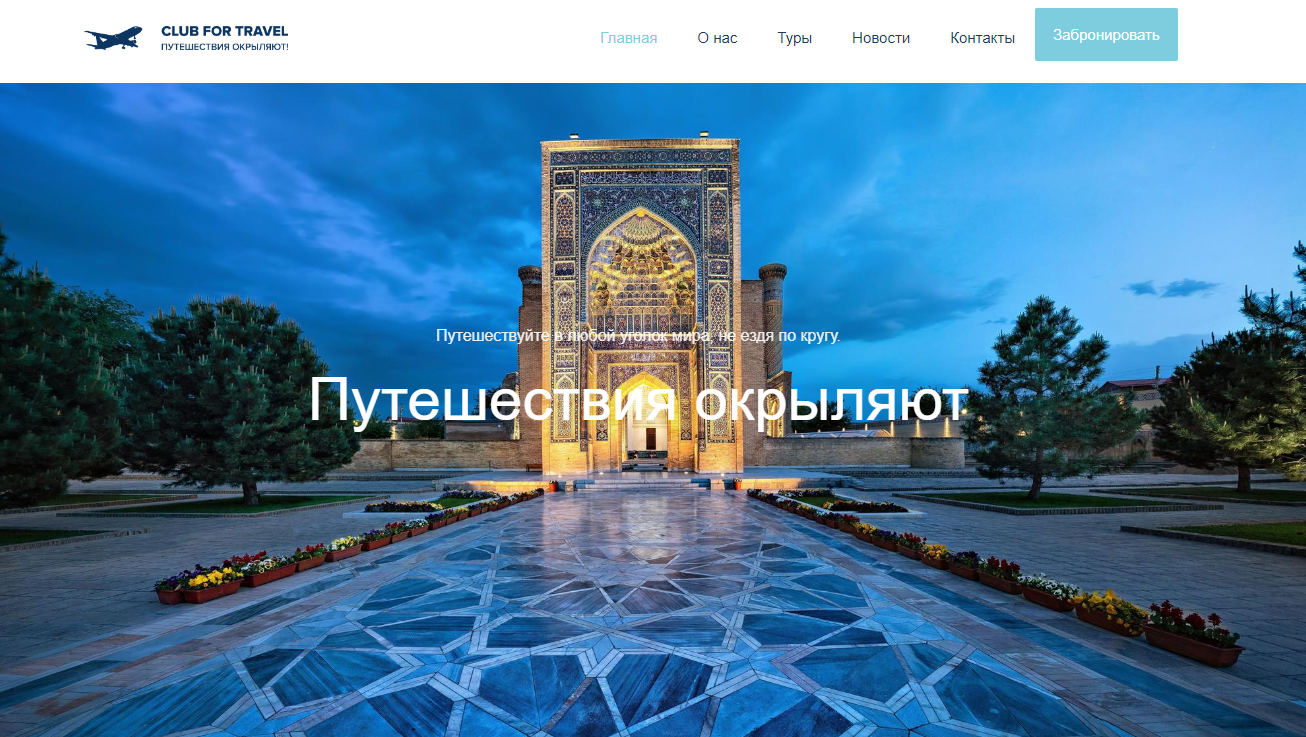 CLUB FOR TRAVEL
ПУТЕШЕСТВИЯ ОКРЫЛЯЮТ!
Главная
О нас
Туры
Новости
Контакты
Забронировать
Путешествуйте в любой уголок мира, не ездя по кругу.
Путешествия окрыляют